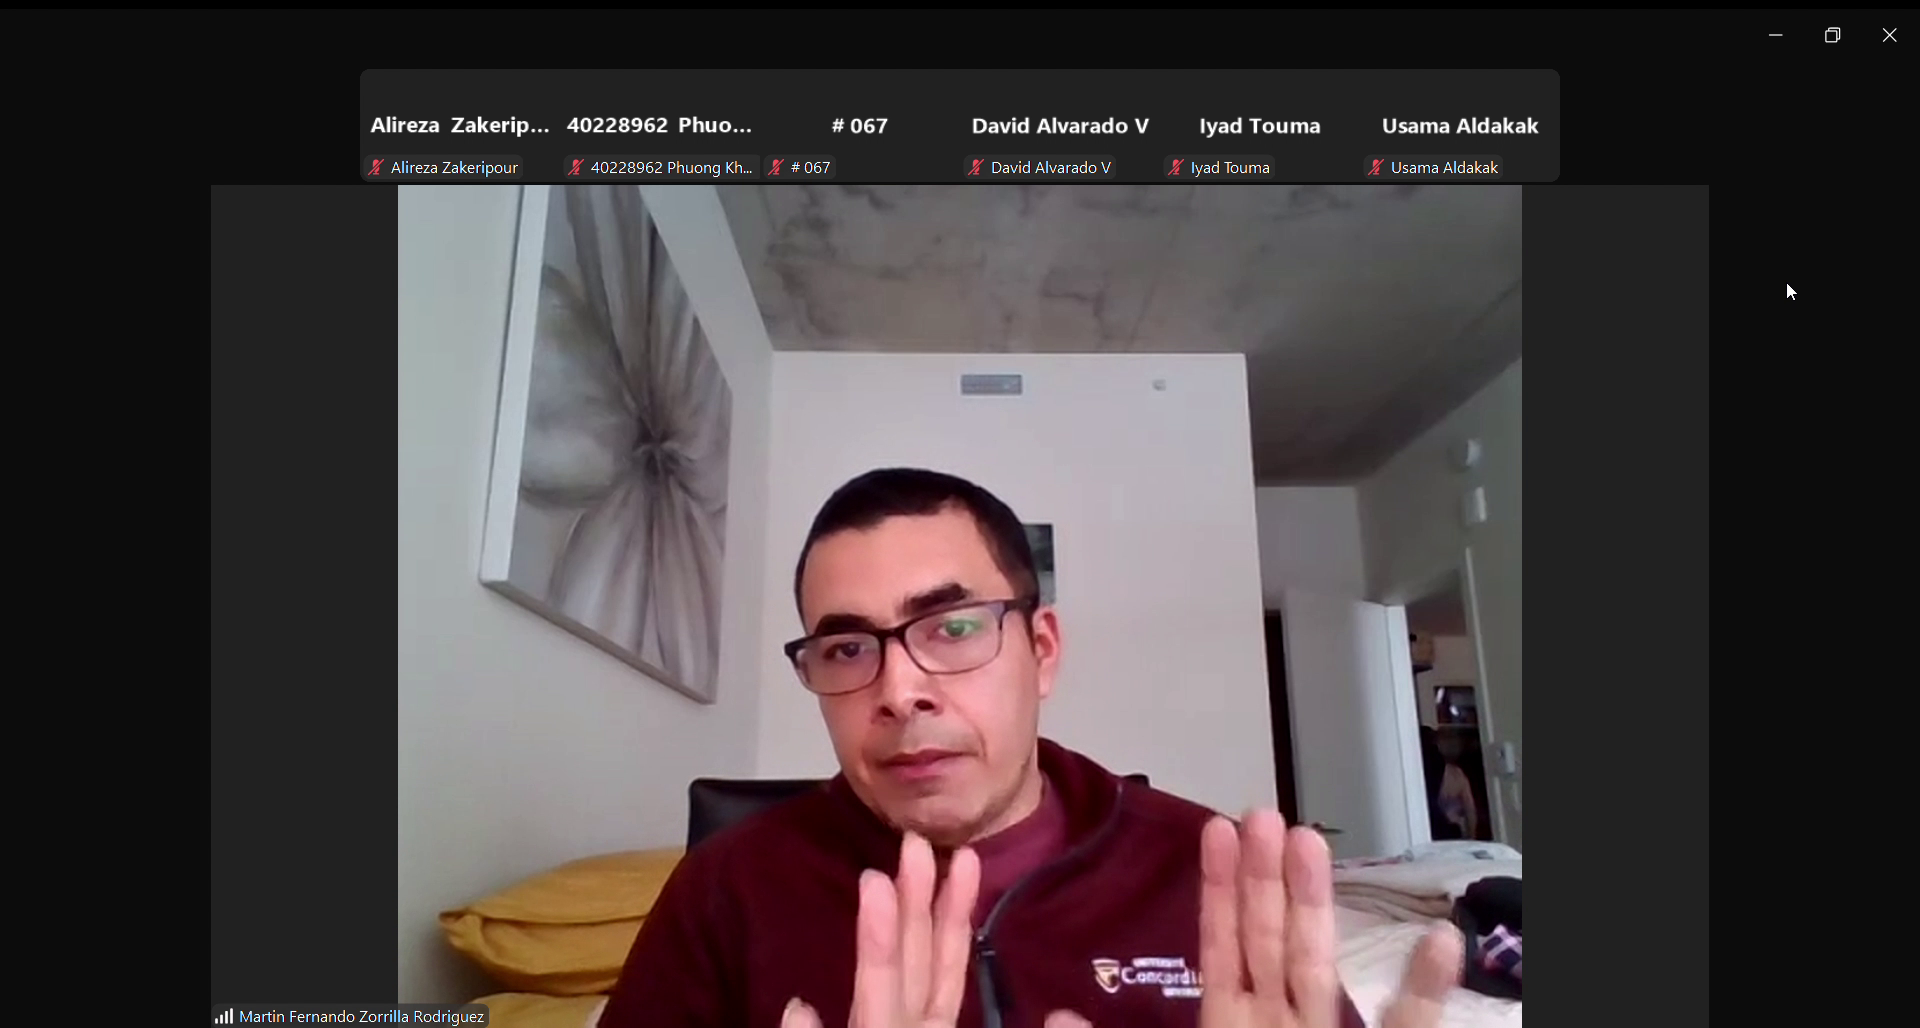 Alireza Zakerip...
40228962 Phuo...
# 067
David Alvarado V
Iyad Touma
Usama Aldakak
Alireza Zakeripour
40228962 Phuong Kh...
# 067
David Alvarado V
Iyad Touma
Usama Aldakak
Concordi
Martin Fernando Zorrilla Rodriguez